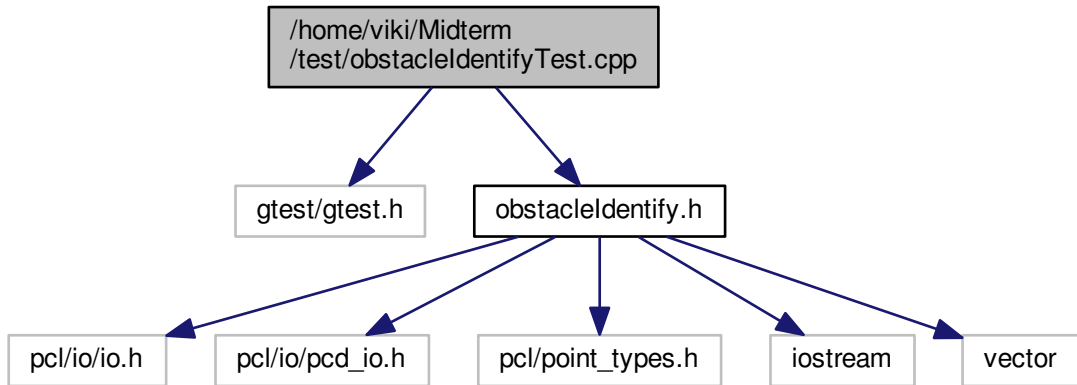 /home/viki/Midterm
/test/obstacleIdentifyTest.cpp
gtest/gtest.h
obstacleIdentify.h
pcl/io/io.h
pcl/io/pcd_io.h
pcl/point_types.h
iostream
vector